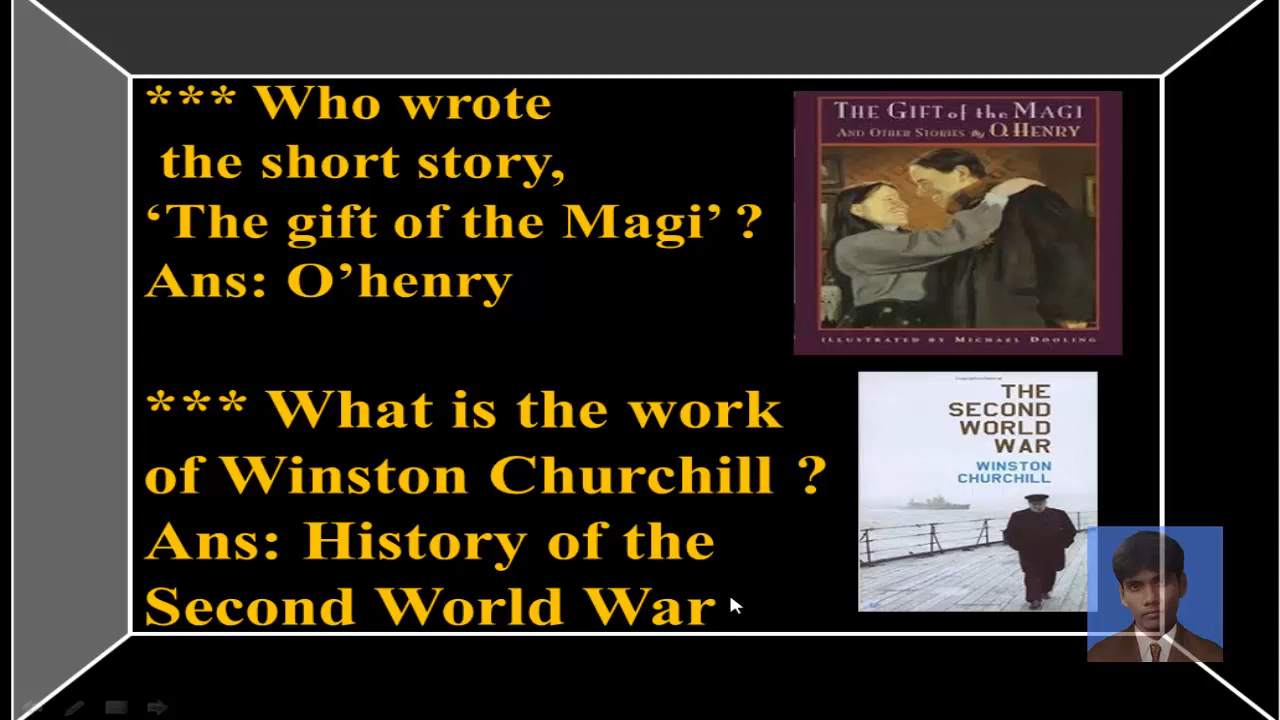 *** Who wrote
the short story,
‘The gift of the Magi’ ?
Ans: O’henry
*** What is the work
of Winston Churchill ?
Ans: History of the
Second World War
THE GIFT of the MAGI
AND OTHER STORIES by O. HENRY
ILLUSTRATED BY MICHAEL DOOLING
THE
SECOND
WORLD
WAR
WINSTON
CHURCHILL